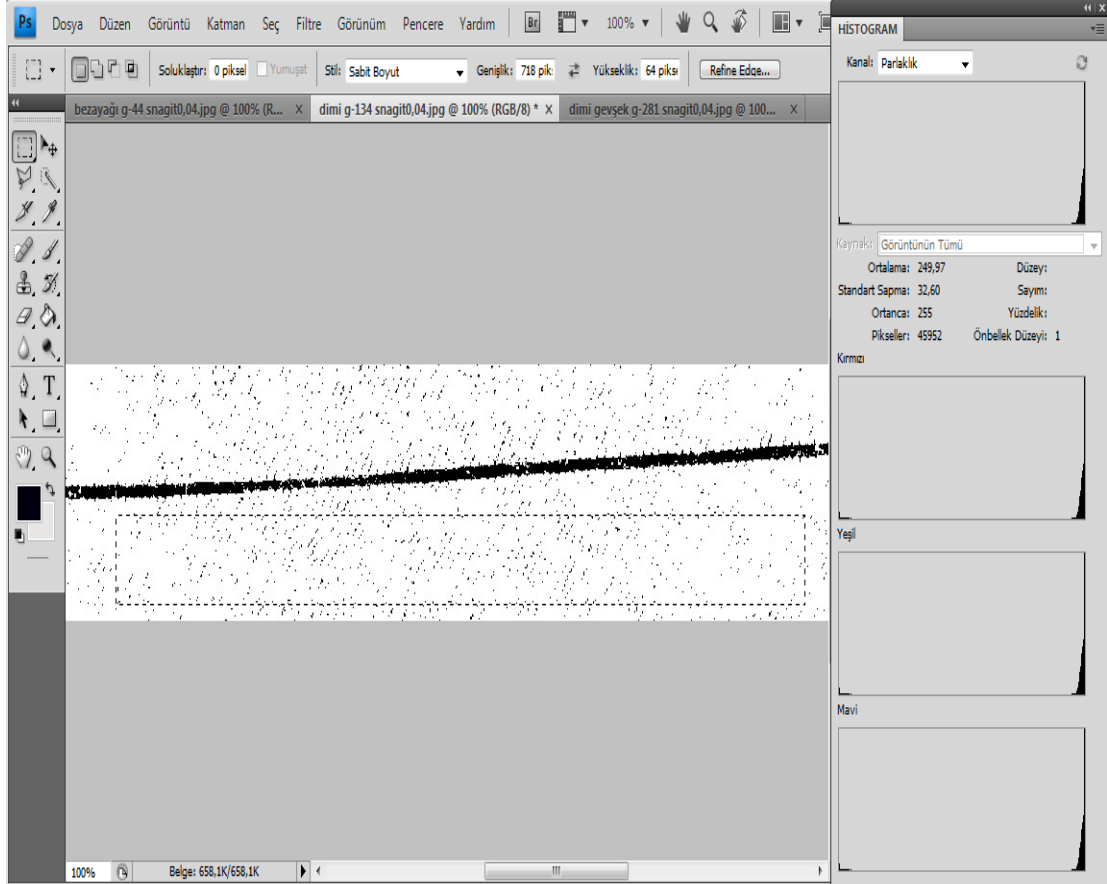 Ps Dosya Düzen Görüntü Katman Seç Filtre Görünüm Pencere Yardım Br 100%
Soluklaştır: 0 piksel Yumuşat Stil: Sabit Boyut Genişlik: 718 pik: Yükseklik: 64 piks Refine Edge...
bezayağı g-44 snagit0,04.jpg @ 100% (R... x dimi g-134 snagit0,04.jpg @ 100% (RGB/8) * x dimi gevşek g-281 snagit0,04.jpg @ 100... x
HİSTOGRAM
Kanal: Parlaklık
Kaynak: Görüntünün Tümü
Ortalama: 249,97 Düzey:
Standart Sapma: 32,60 Sayım:
Ortanca: 255 Yüzdelik:
Pikseller: 45952 Önbellek Düzeyi: 1
Kırmızı
Yeşil
Mavi
100% Belge: 658,1K/658,1K